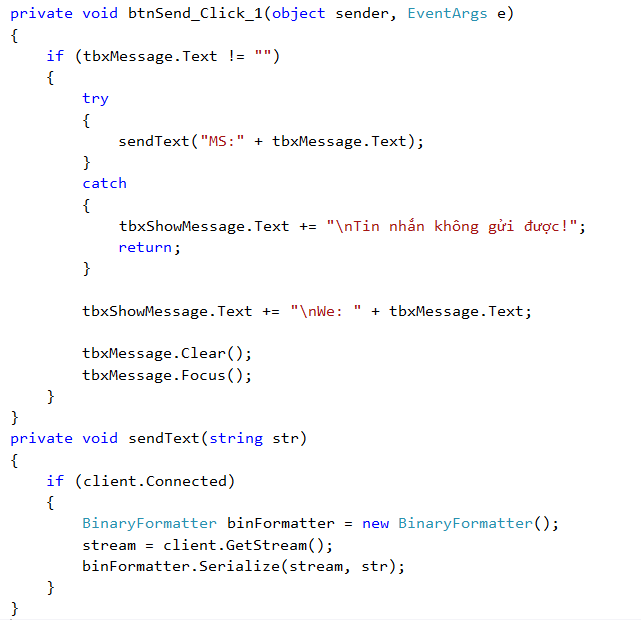 private void btnSend_Click_1(object sender, EventArgs e)
{
    if (tbxMessage.Text != "")
    {
        try
        {
            sendText("MS:" + tbxMessage.Text);
        }
        catch
        {
            tbxShowMessage.Text += "\nTin nhắn không gửi được!";
            return;
        }

        tbxShowMessage.Text += "\nWe: " + tbxMessage.Text;

        tbxMessage.Clear();
        tbxMessage.Focus();
    }
}
private void sendText(string str)
{
    if (client.Connected)
    {
        BinaryFormatter binFormatter = new BinaryFormatter();
        stream = client.GetStream();
        binFormatter.Serialize(stream, str);
    }
}